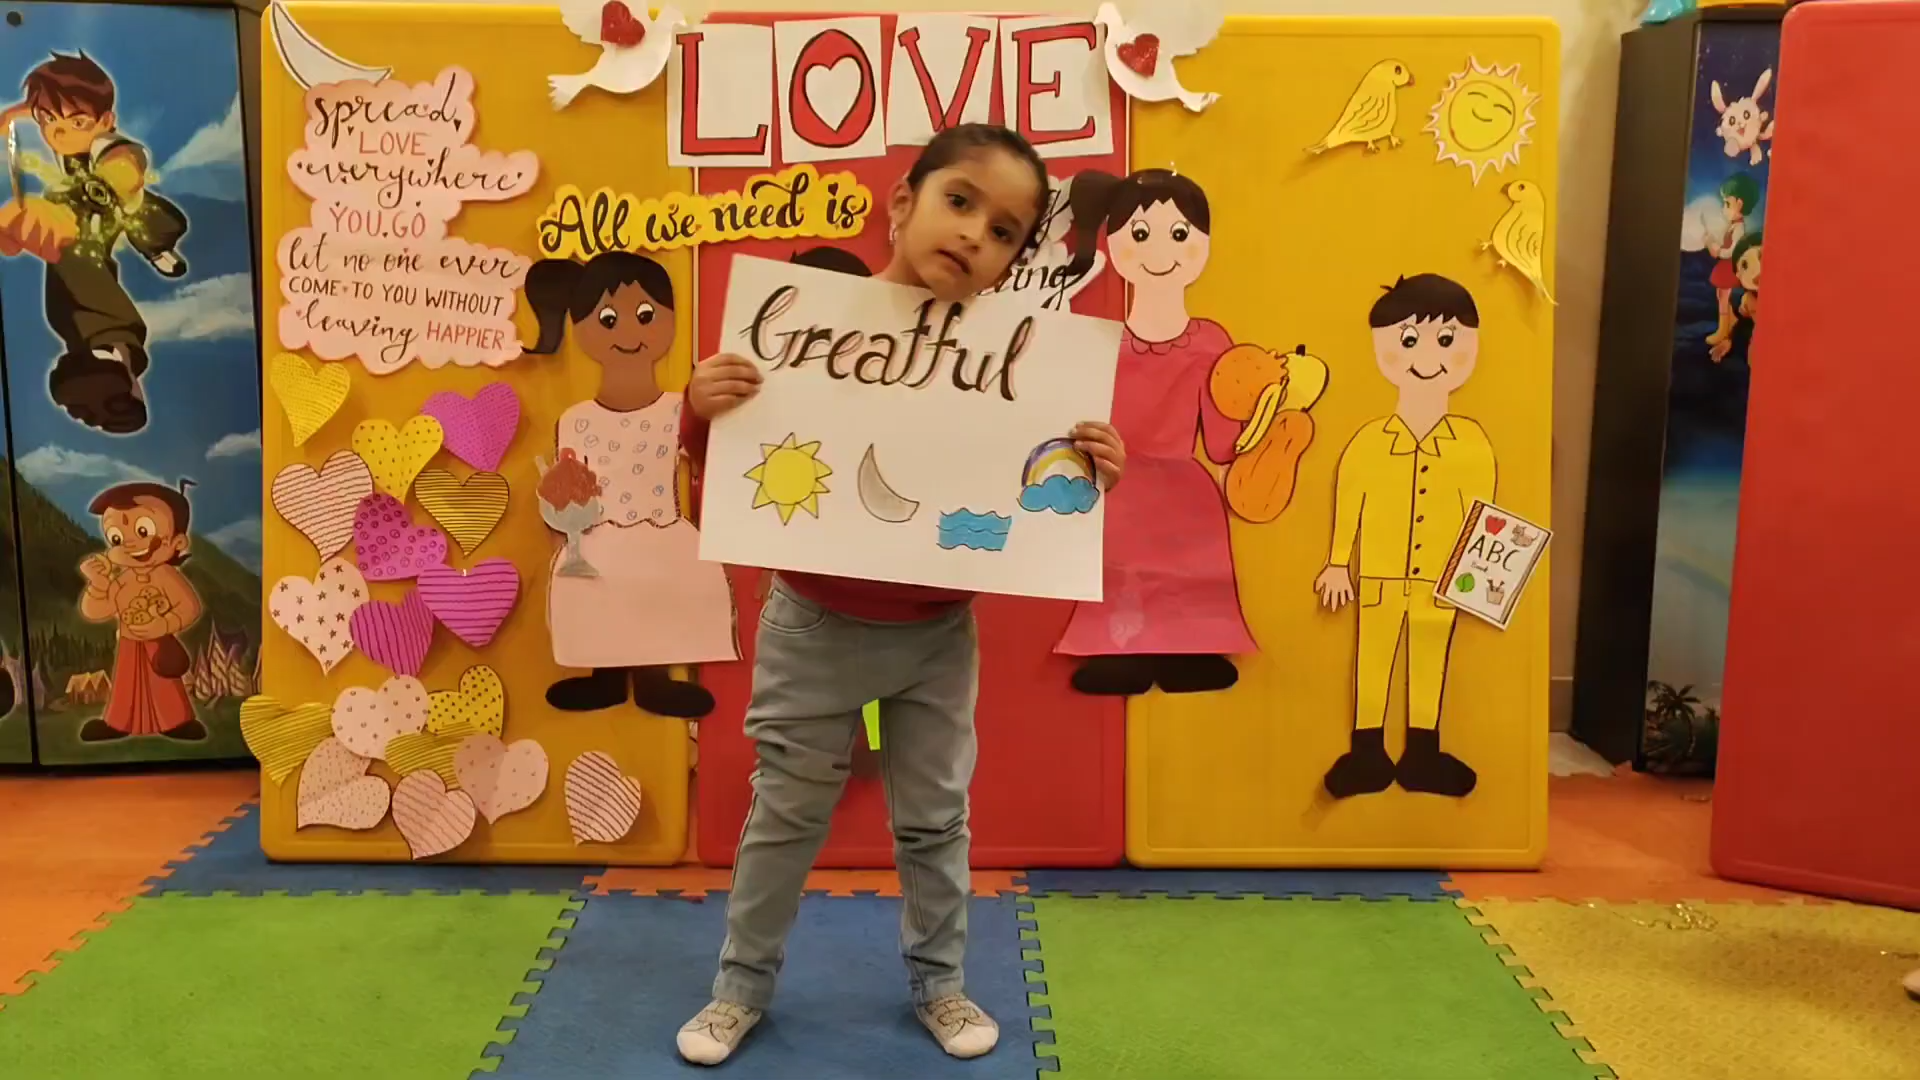 LOVE
spread
LOVE
everywhere
YOU.GO
let no one ever
COME TO YOU WITHOUT
leaving HAPPIER
All we need is
Greatful
ABC